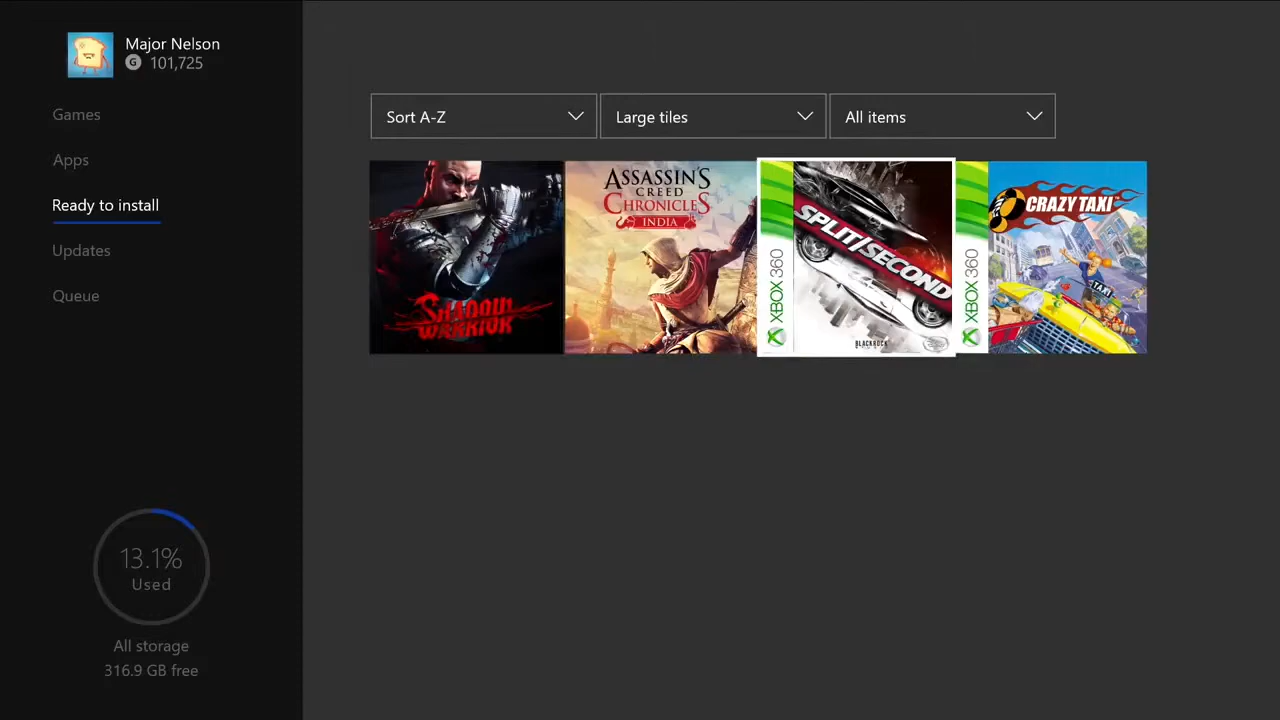 Major Nelson
G 101,725
Games
Apps
Ready to install
Updates
Queue
13.1%
Used
All storage
316.9 GB free
Sort A-Z
Large tiles
All items
SHADOW
WARRIOR
ASSASSIN'S
CREED
CHRONICLES
INDIA
XBOX 360
SPLIT/SECOND
BLACKROCK
XBOX 360
CRAZY TAXI
TAXI